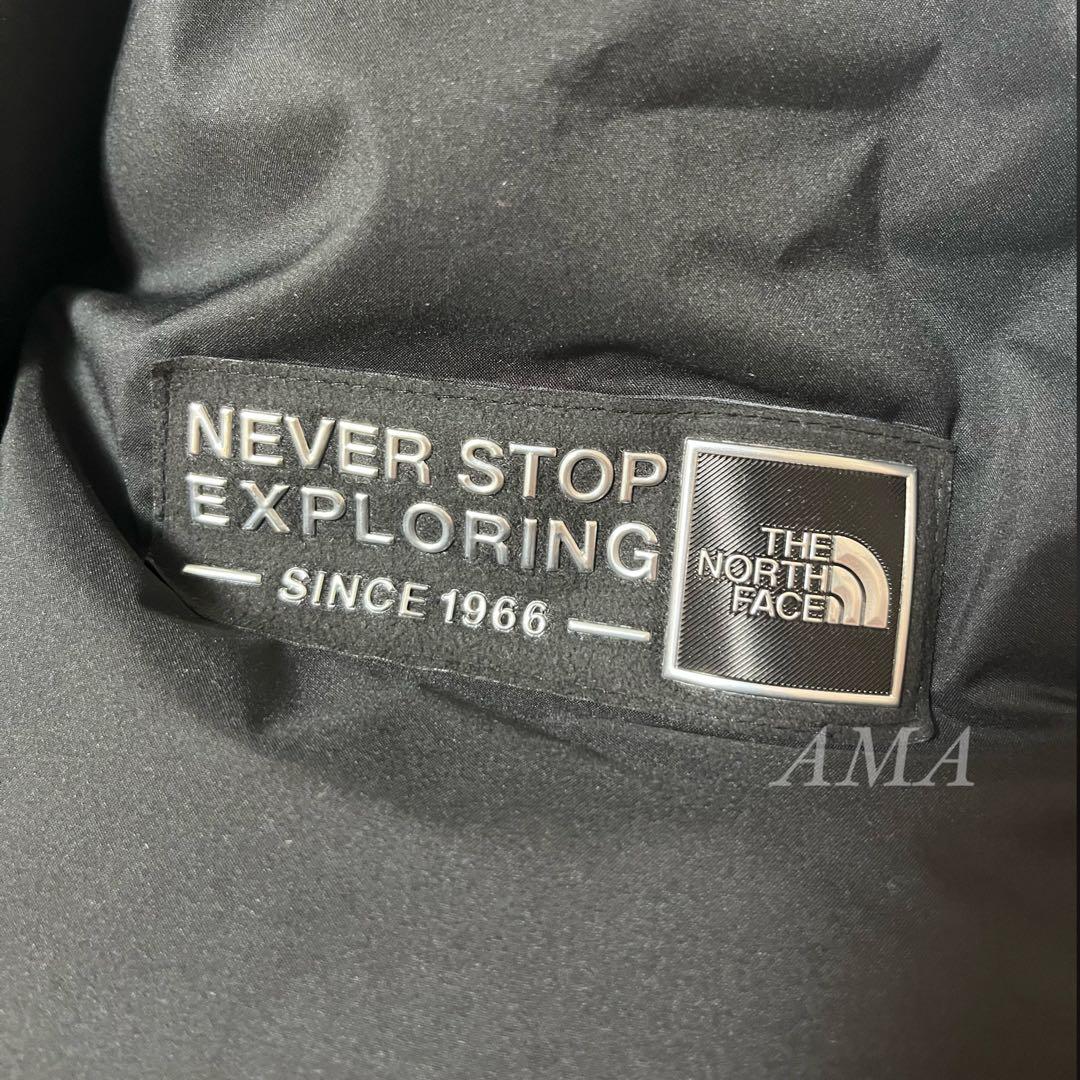 NEVER STOP
EXPLORING
SINCE 1966
THE
NORTH
FACE
AMA